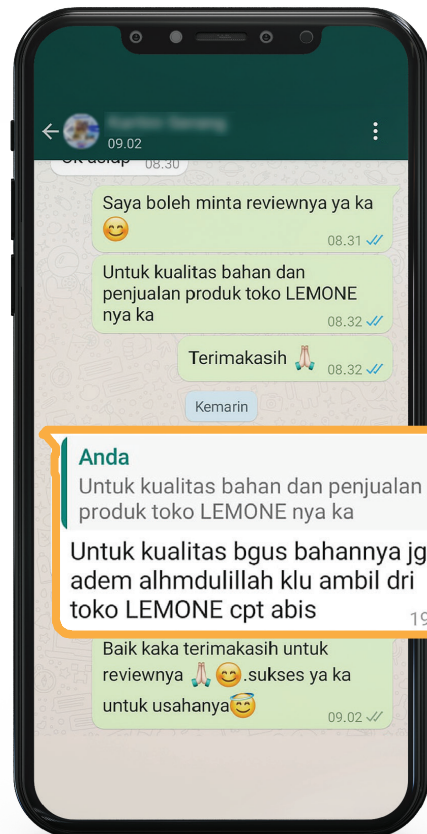 09.02
08.30
Saya boleh minta reviewnya ya ka
😊
08.31
Untuk kualitas bahan dan
penjualan produk toko LEMONE
nya ka
08.32
Terimakasih 🙏
08.32
Kemarin
Anda
Untuk kualitas bahan dan penjualan
produk toko LEMONE nya ka
Untuk kualitas bgus bahannya jg
adem alhmdulillah klu ambil dri
toko LEMONE cpt abis
19
Baik kaka terimakasih untuk
reviewnya 🙏😊.sukses ya ka
untuk usahanya😇
09.02